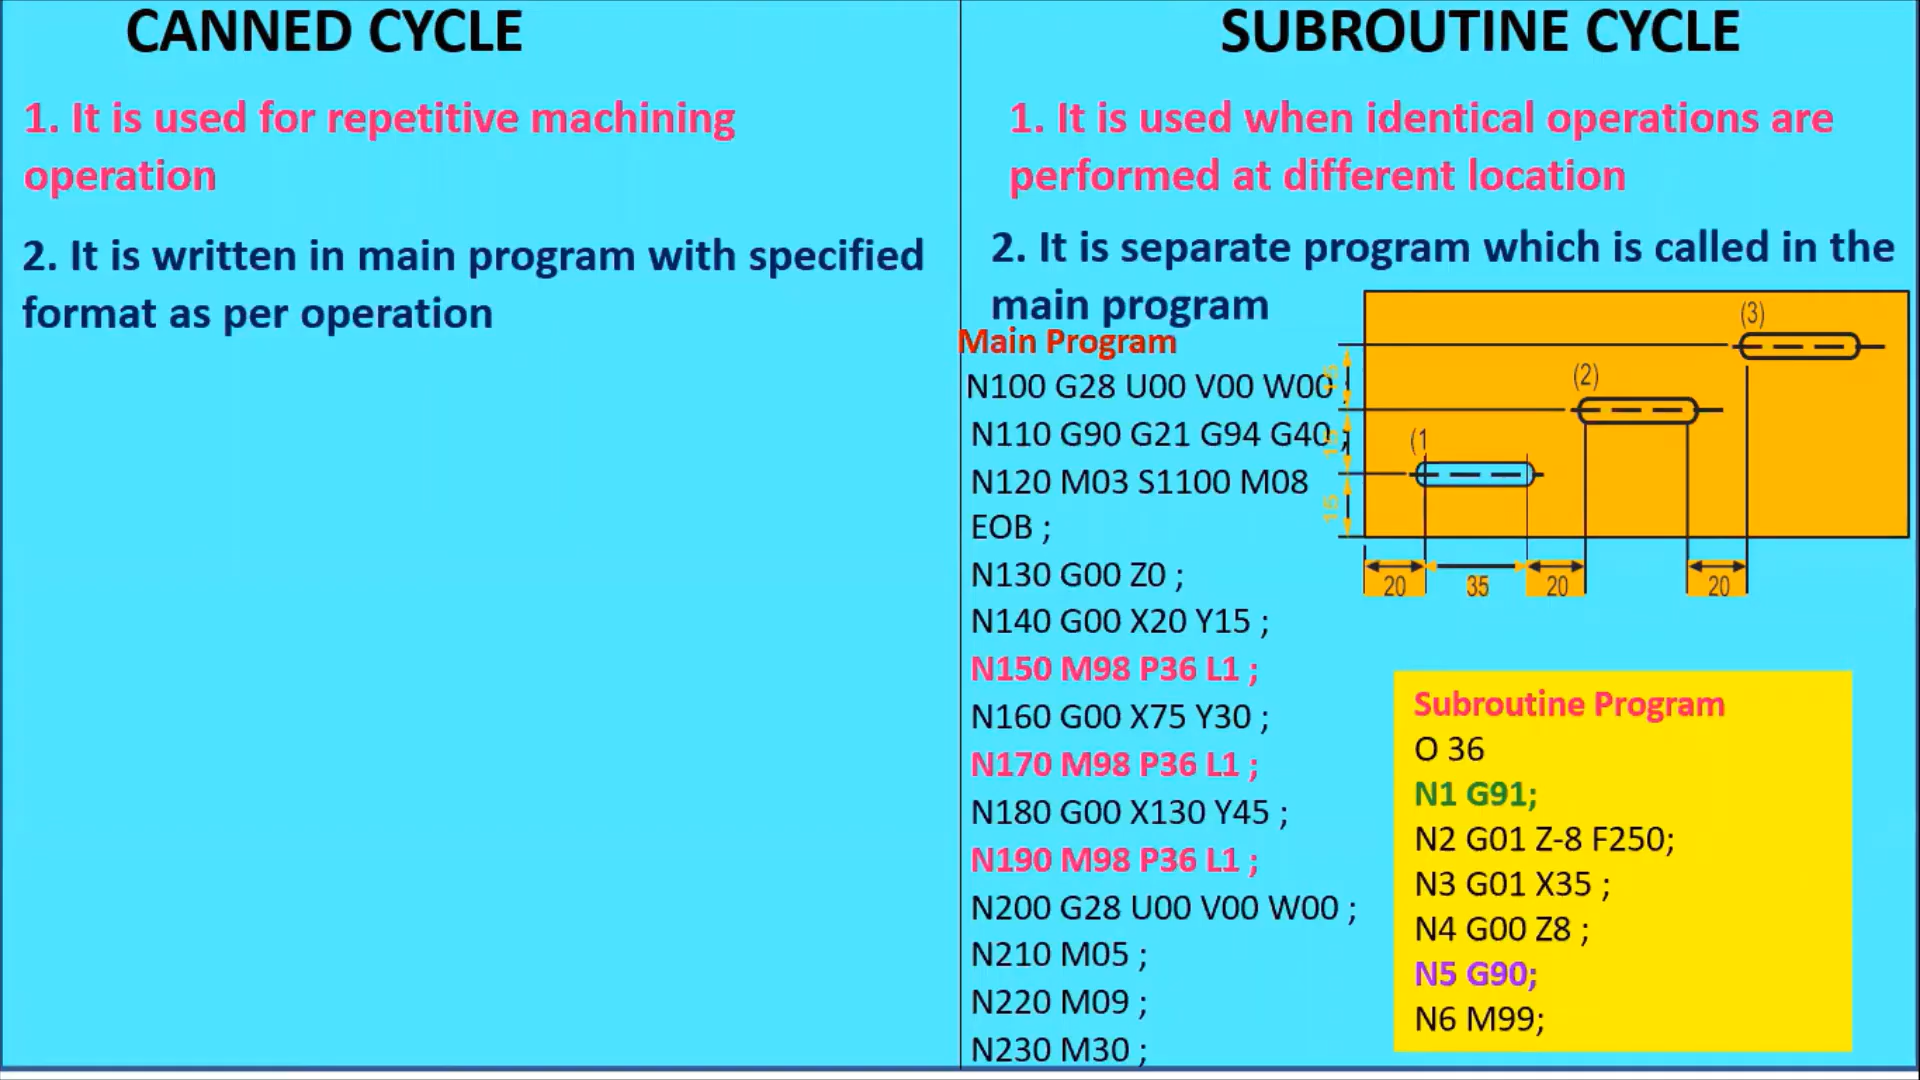 CANNED CYCLE
1. It is used for repetitive machining
operation
2. It is written in main program with specified
format as per operation
SUBROUTINE CYCLE
1. It is used when identical operations are
performed at different location
2. It is separate program which is called in the
main program
Main Program
N100 G28 U00 V00 W00 ;
N110 G90 G21 G94 G40 ;
N120 M03 S1100 M08
EOB ;
N130 G00 Z0 ;
N140 G00 X20 Y15 ;
N150 M98 P36 L1 ;
N160 G00 X75 Y30 ;
N170 M98 P36 L1 ;
N180 G00 X130 Y45 ;
N190 M98 P36 L1 ;
N200 G28 U00 V00 W00 ;
N210 M05 ;
N220 M09 ;
N230 M30 ;
(3)
(2)
(1
15
15
15
20 35 20 20
Subroutine Program
O 36
N1 G91;
N2 G01 Z-8 F250;
N3 G01 X35 ;
N4 G00 Z8 ;
N5 G90;
N6 M99;